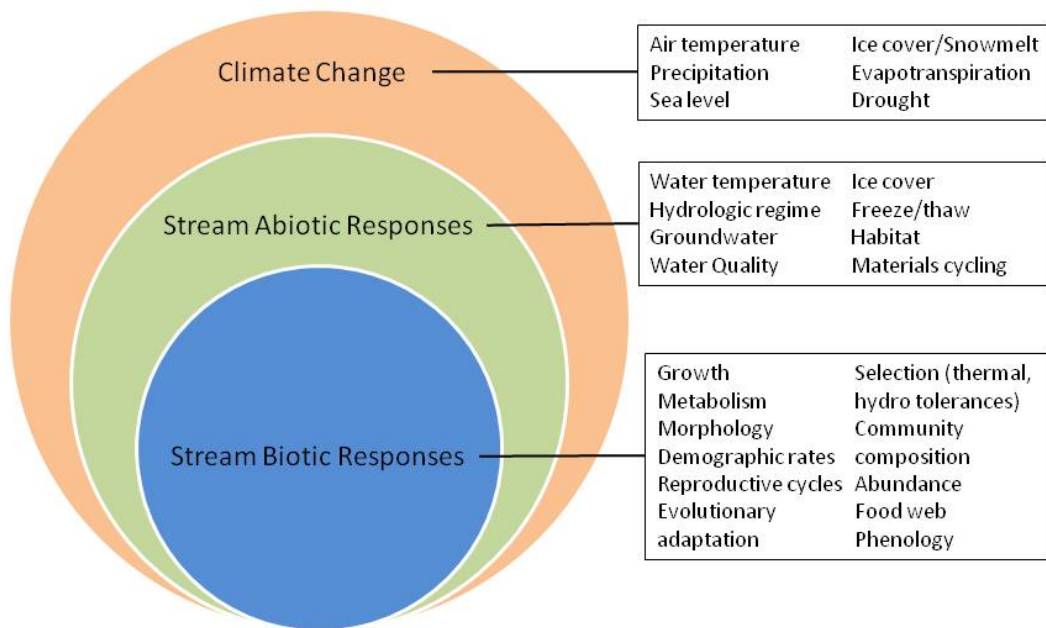 Climate Change
Air temperature Ice cover/Snowmelt
Precipitation Evapotranspiration
Sea level Drought
Stream Abiotic Responses
Water temperature Ice cover
Hydrologic regime Freeze/thaw
Groundwater Habitat
Water Quality Materials cycling
Stream Biotic Responses
Growth
Metabolism
Morphology
Demographic rates
Reproductive cycles
Evolutionary
adaptation
Selection (thermal,
hydro tolerances)
Community
composition
Abundance
Food web
Phenology